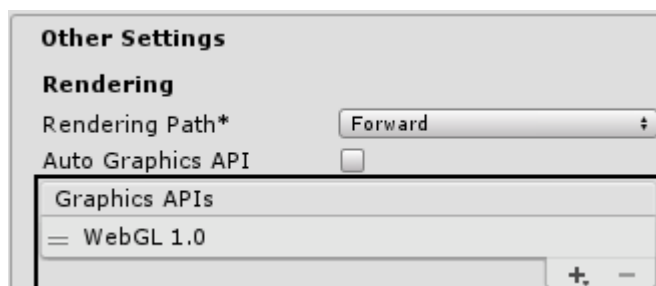 Other Settings
Rendering
Rendering Path* Forward
Auto Graphics API
Graphics APIs
= WebGL 1.0
+ −